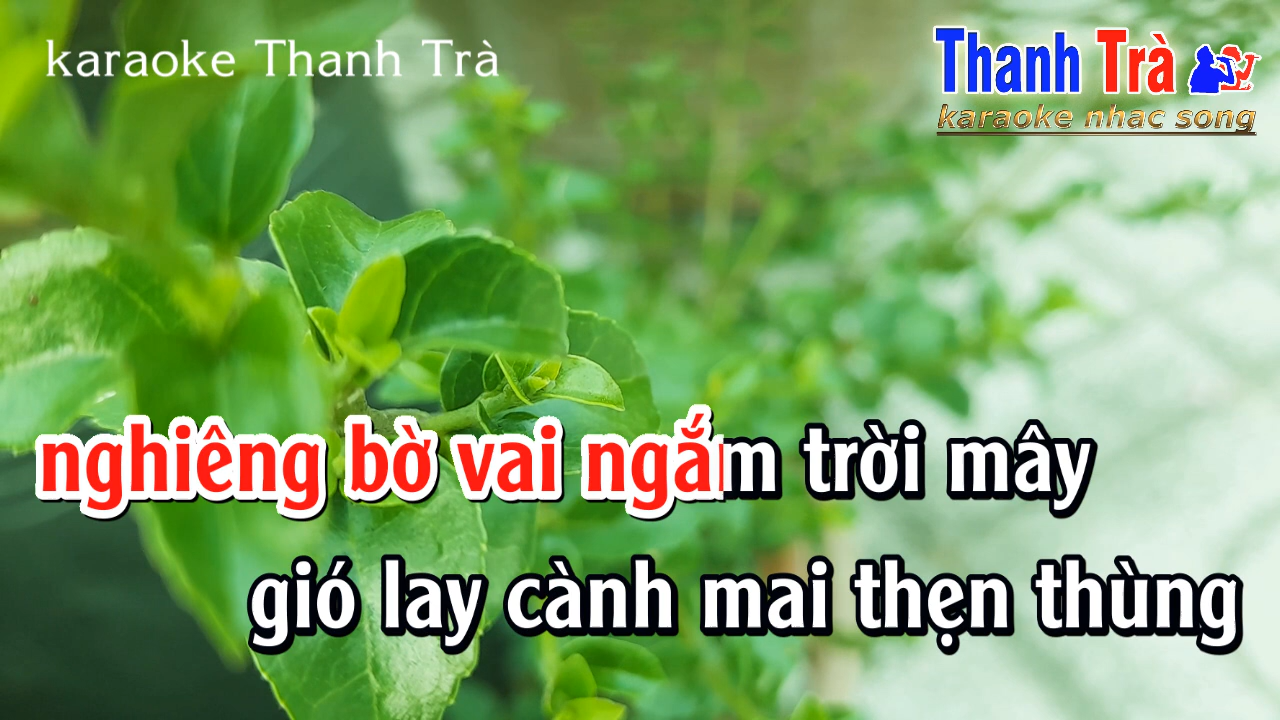 karaoke Thanh Trà
Thanh Trà
karaoke nhac song
nghiêng bờ vai ngắm trời mây
gió lay cành mai thẹn thùng